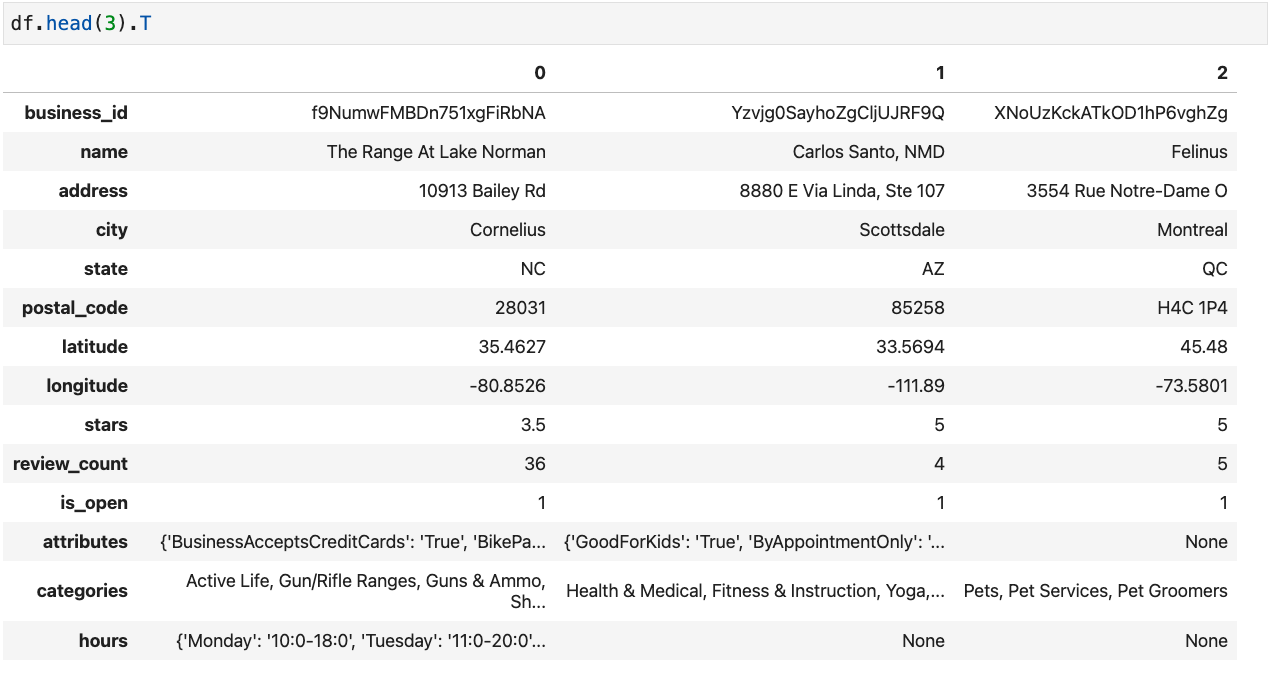 df.head(3).T
0 1 2
business_id f9NumwFMBDn751xgFiRbNA Yzvjg0SayhoZgCljUJRF9Q XNoUzKckATkOD1hP6vghZg
name The Range At Lake Norman Carlos Santo, NMD Felinus
address 10913 Bailey Rd 8880 E Via Linda, Ste 107 3554 Rue Notre-Dame O
city Cornelius Scottsdale Montreal
state NC AZ QC
postal_code 28031 85258 H4C 1P4
latitude 35.4627 33.5694 45.48
longitude -80.8526 -111.89 -73.5801
stars 3.5 5 5
review_count 36 4 5
is_open 1 1 1
attributes {'BusinessAcceptsCreditCards': 'True', 'BikePa... {'GoodForKids': 'True', 'ByAppointmentOnly': '... None
categories Active Life, Gun/Rifle Ranges, Guns & Ammo, Sh... Health & Medical, Fitness & Instruction, Yoga,... Pets, Pet Services, Pet Groomers
hours {'Monday': '10:0-18:0', 'Tuesday': '11:0-20:0'... None None